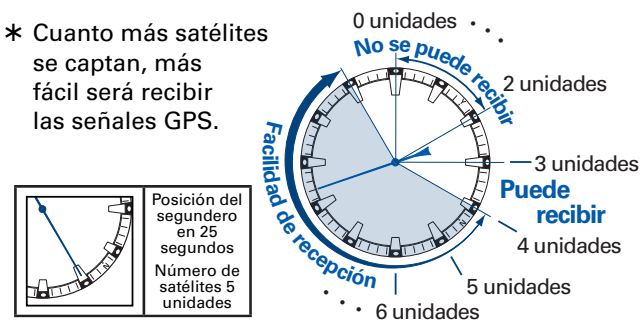 * Cuanto más satélites
se captan, más
fácil será recibir
las señales GPS.
Posición del
segundero
en 25
segundos
Número de
satélites 5
unidades
0 unidades
No se puede recibir
2 unidades
3 unidades
Puede
recibir
4 unidades
5 unidades
6 unidades
Facilidad de recepción
Y
N
N